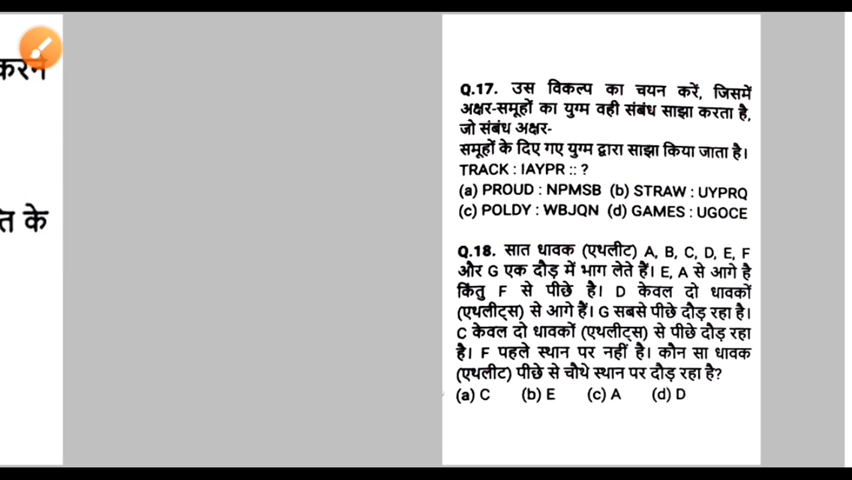 करने
ति के
Q.17. उस विकल्प का चयन करें, जिसमें
अक्षर-समूहों का युग्म वही संबंध साझा करता है,
जो संबंध अक्षर-
समूहों के दिए गए युग्म द्वारा साझा किया जाता है।
TRACK : IAYPR :: ?
(a) PROUD : NPMSB (b) STRAW : UYPRQ
(c) POLDY : WBJQN (d) GAMES : UGOCE
Q.18. सात धावक (एथलीट) A, B, C, D, E, F
और G एक दौड़ में भाग लेते हैं। E, A से आगे है
किंतु F से पीछे है। D केवल दो धावकों
(एथलीट्स) से आगे हैं। G सबसे पीछे दौड़ रहा है।
C केवल दो धावकों (एथलीट्स) से पीछे दौड़ रहा
है। F पहले स्थान पर नहीं है। कौन सा धावक
(एथलीट) पीछे से चौथे स्थान पर दौड़ रहा है?
(a) C (b) E (c) A (d) D